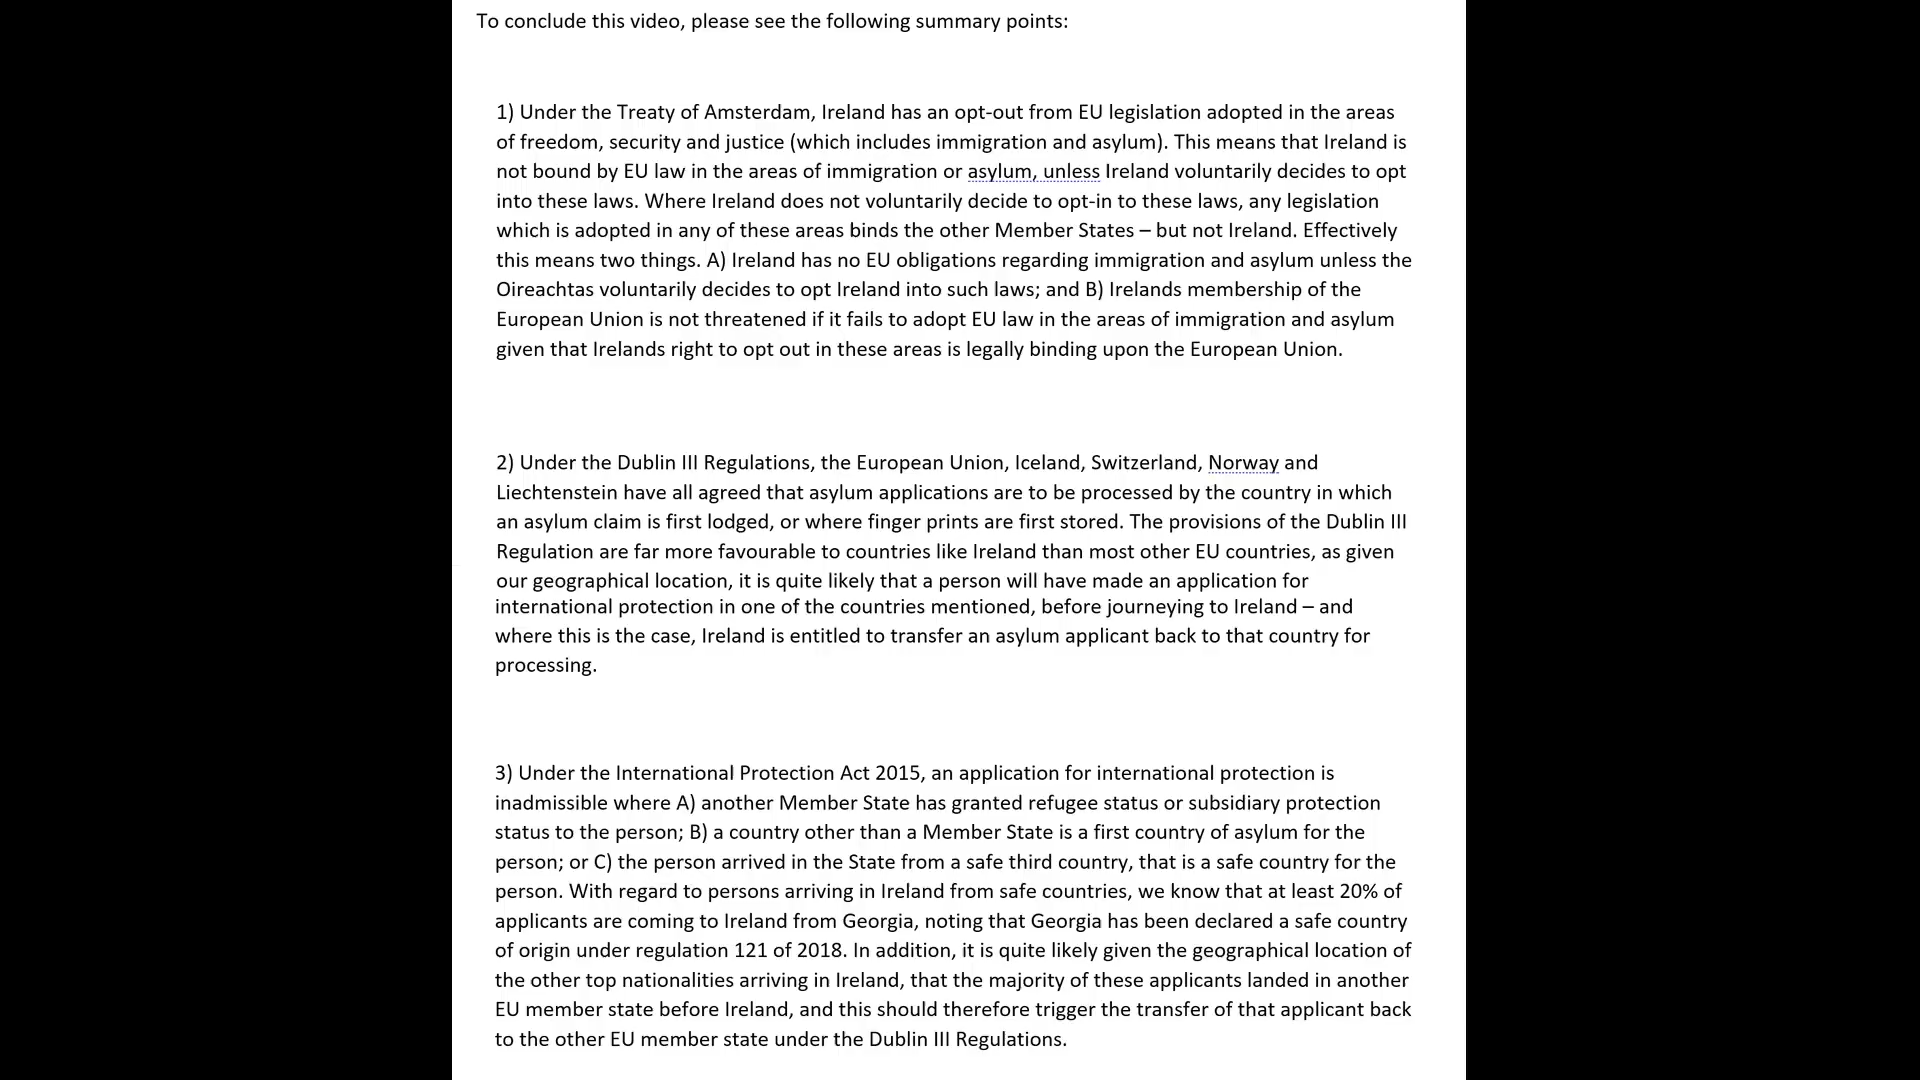 To conclude this video, please see the following summary points:
1) Under the Treaty of Amsterdam, Ireland has an opt-out from EU legislation adopted in the areas
of freedom, security and justice (which includes immigration and asylum). This means that Ireland is
not bound by EU law in the areas of immigration or asylum, unless Ireland voluntarily decides to opt
into these laws. Where Ireland does not voluntarily decide to opt-in to these laws, any legislation
which is adopted in any of these areas binds the other Member States – but not Ireland. Effectively
this means two things. A) Ireland has no EU obligations regarding immigration and asylum unless the
Oireachtas voluntarily decides to opt Ireland into such laws; and B) Irelands membership of the
European Union is not threatened if it fails to adopt EU law in the areas of immigration and asylum
given that Irelands right to opt out in these areas is legally binding upon the European Union.
2) Under the Dublin III Regulations, the European Union, Iceland, Switzerland, Norway and
Liechtenstein have all agreed that asylum applications are to be processed by the country in which
an asylum claim is first lodged, or where finger prints are first stored. The provisions of the Dublin III
Regulation are far more favourable to countries like Ireland than most other EU countries, as given
our geographical location, it is quite likely that a person will have made an application for
international protection in one of the countries mentioned, before journeying to Ireland – and
where this is the case, Ireland is entitled to transfer an asylum applicant back to that country for
processing.
3) Under the International Protection Act 2015, an application for international protection is
inadmissible where A) another Member State has granted refugee status or subsidiary protection
status to the person; B) a country other than a Member State is a first country of asylum for the
person; or C) the person arrived in the State from a safe third country, that is a safe country for the
person. With regard to persons arriving in Ireland from safe countries, we know that at least 20% of
applicants are coming to Ireland from Georgia, noting that Georgia has been declared a safe country
of origin under regulation 121 of 2018. In addition, it is quite likely given the geographical location of
the other top nationalities arriving in Ireland, that the majority of these applicants landed in another
EU member state before Ireland, and this should therefore trigger the transfer of that applicant back
to the other EU member state under the Dublin III Regulations.